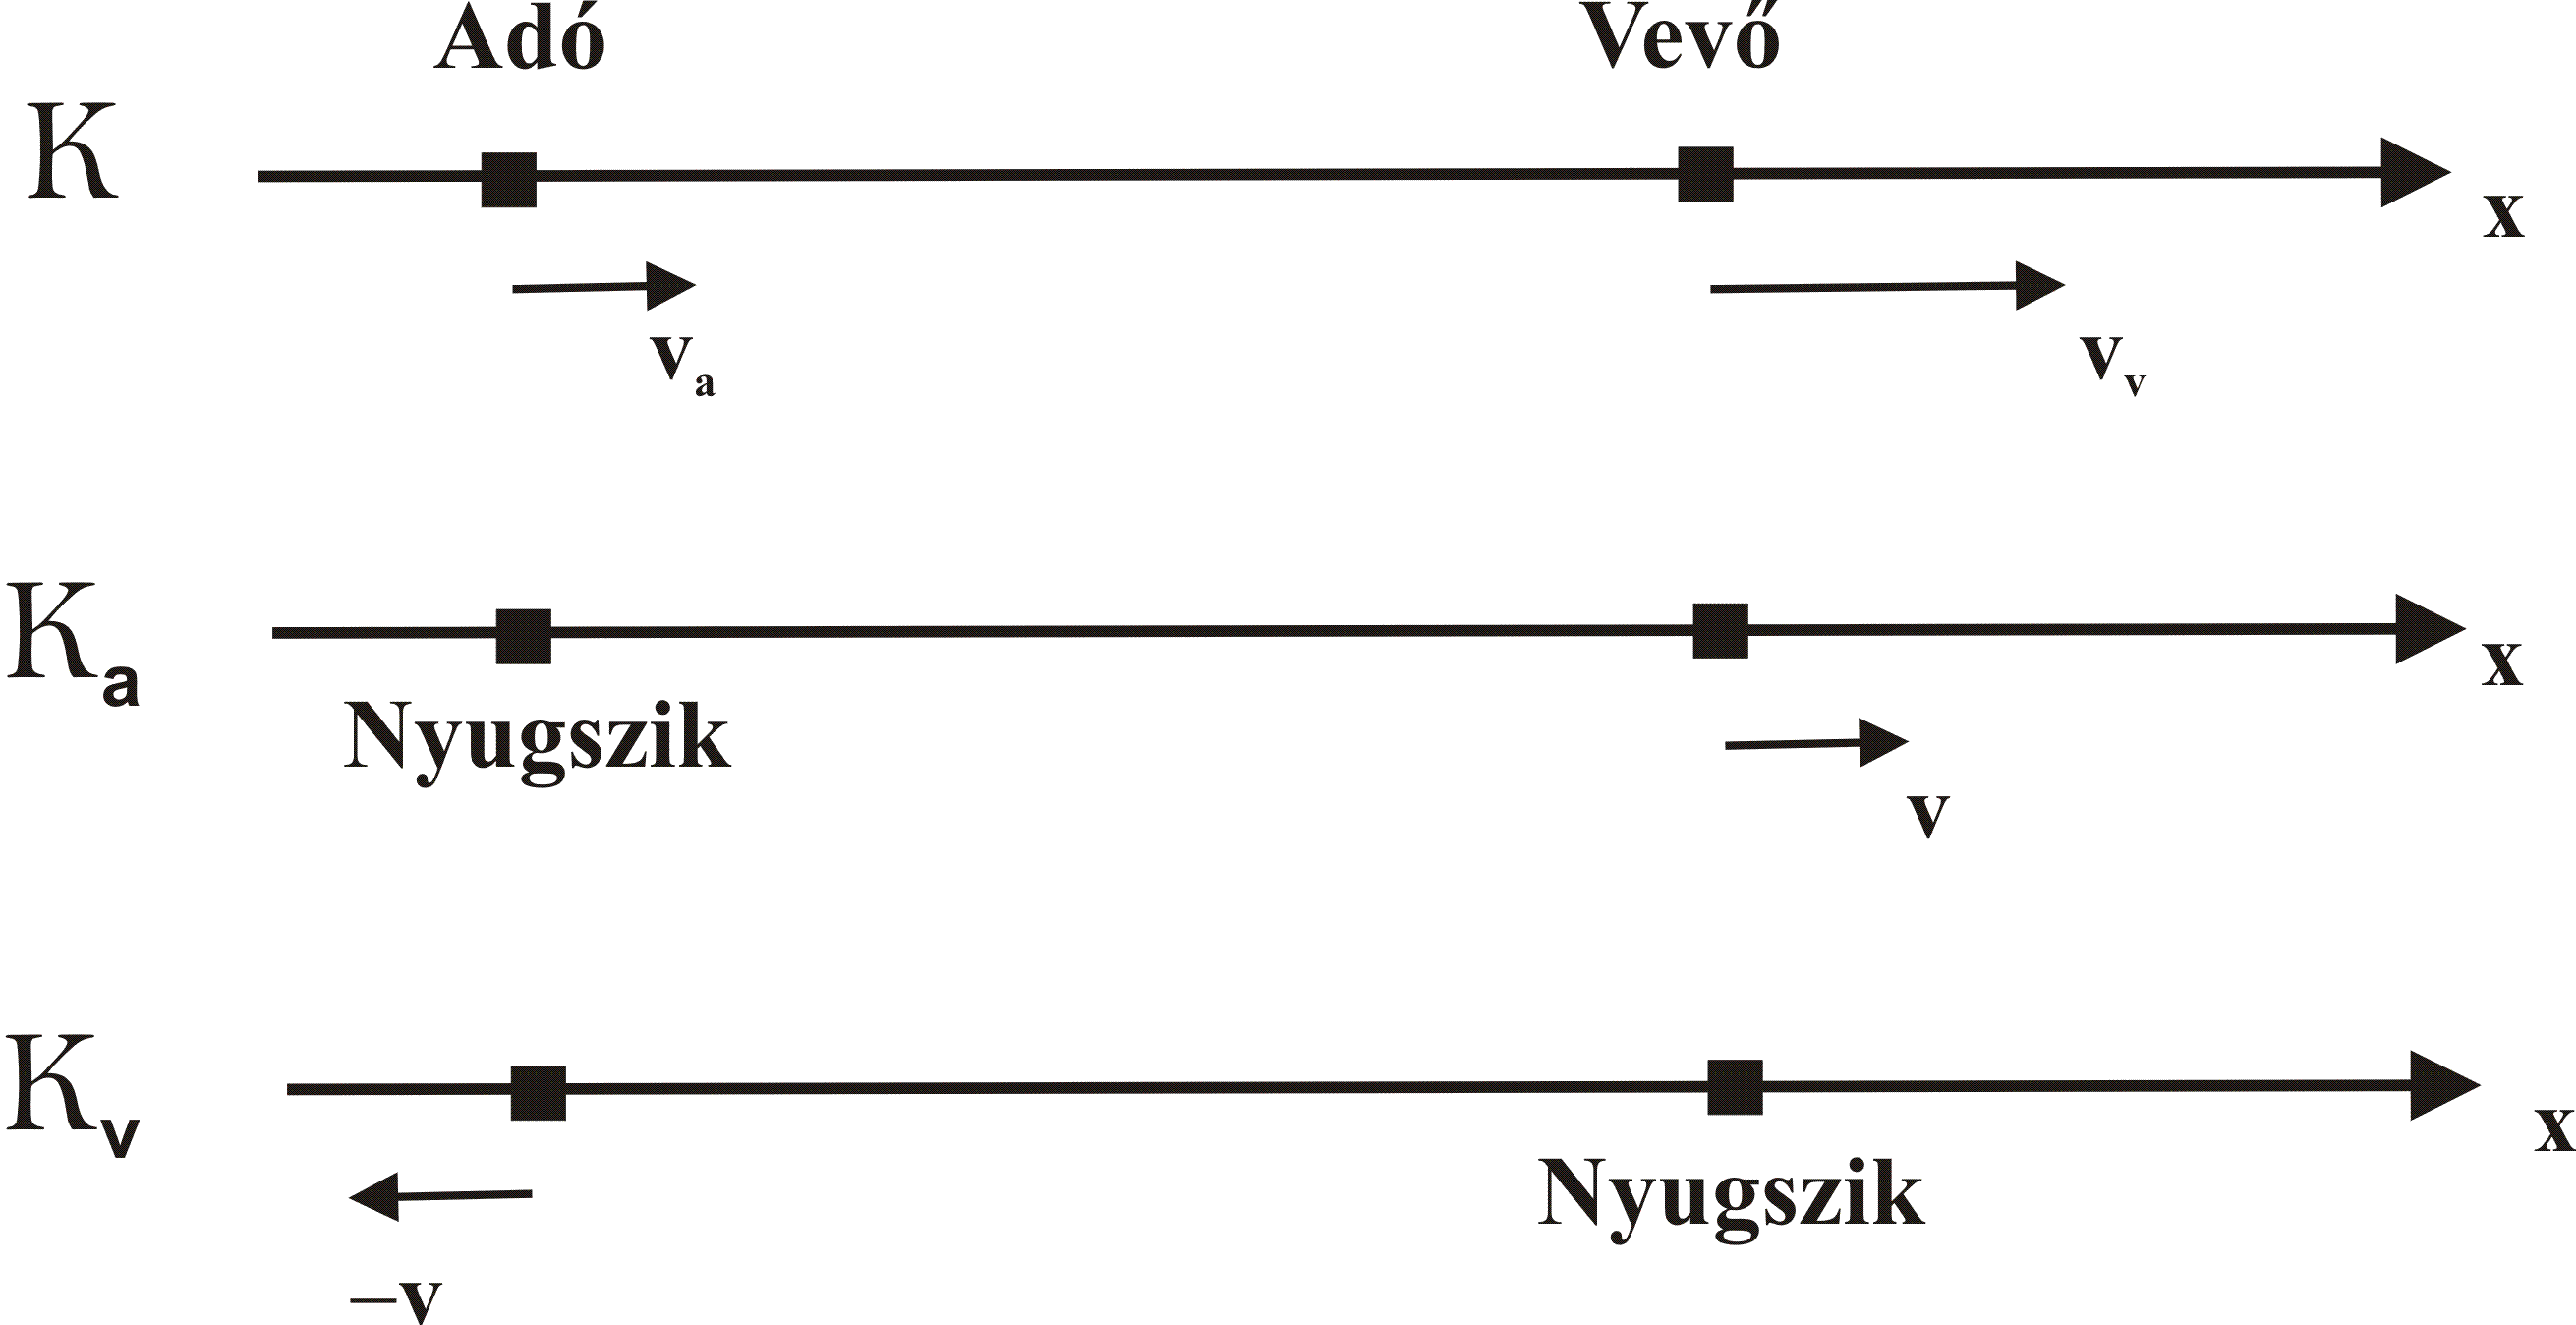 Adó Vevő
K
x
vₐ vᵥ
Kₐ
x
Nyugszik
v
Kᵥ
x
Nyugszik
–v